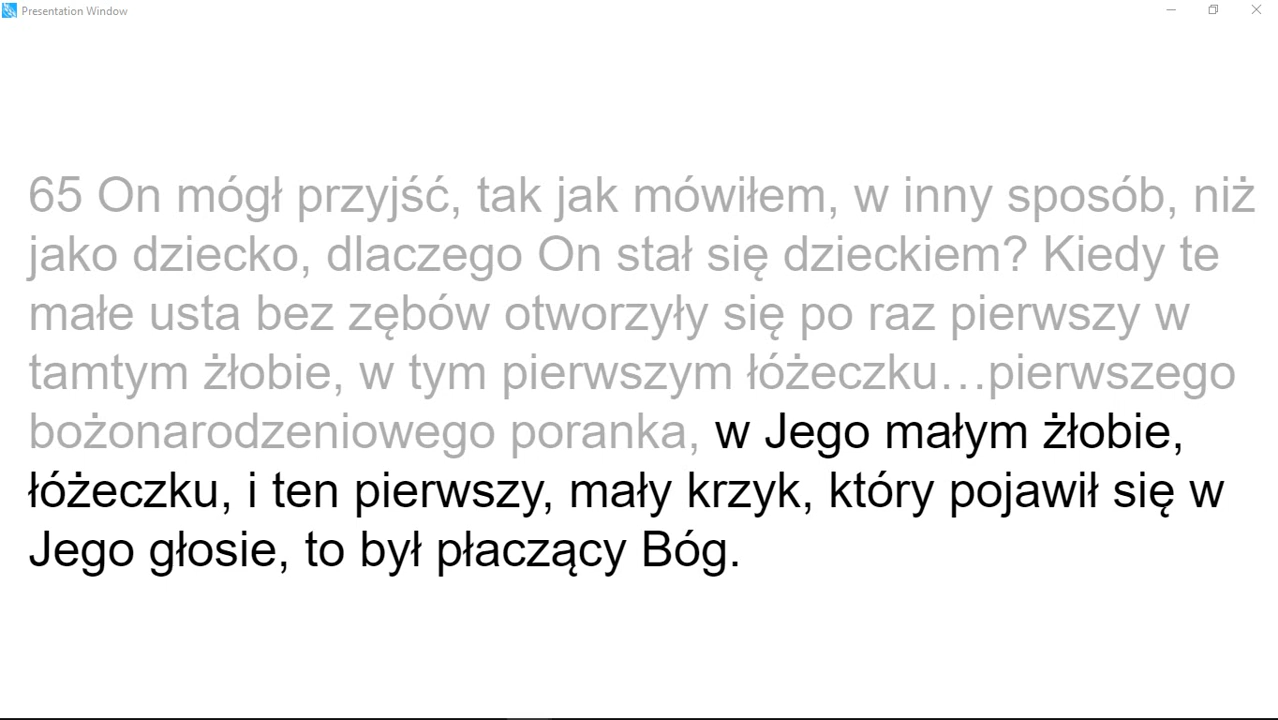 Presentation Window
65 On mógł przyjść, tak jak mówiłem, w inny sposób, niż
jako dziecko, dlaczego On stał się dzieckiem? Kiedy te
małe usta bez zębów otworzyły się po raz pierwszy w
tamtym żłobie, w tym pierwszym łóżeczku…pierwszego
bożonarodzeniowego poranka, w Jego małym żłobie,
łóżeczku, i ten pierwszy, mały krzyk, który pojawił się w
Jego głosie, to był płaczący Bóg.